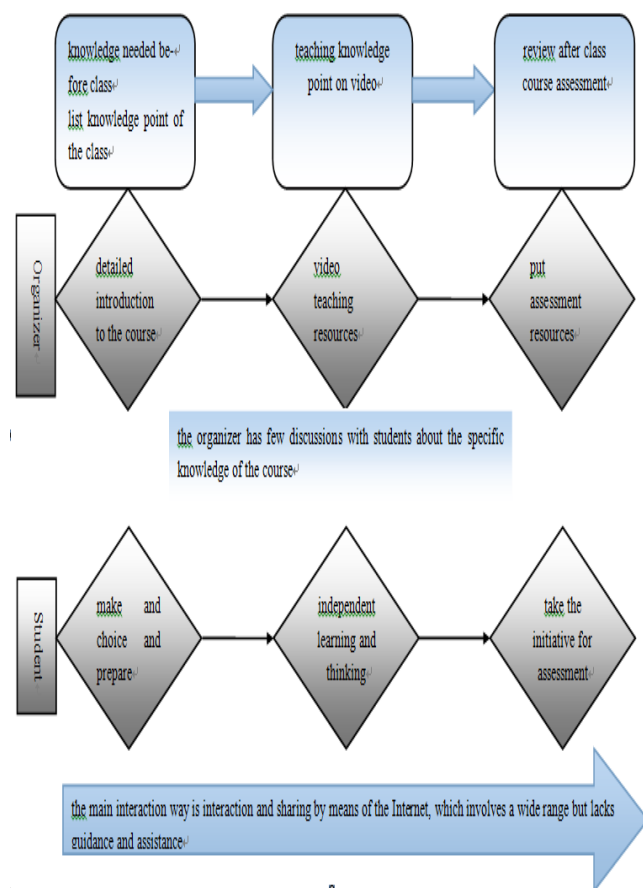 knowledge needed be-
fore class
list knowledge point of
the class
teaching knowledge
point on video
review after class
course assessment
Organizer
detailed
introduction
to the course
video
teaching
resources
put
assessment
resources
the organizer has few discussions with students about the specific
knowledge of the course
Student
make and
choice and
prepare
independent
learning and
thinking
take the
initiative for
assessment
the main interaction way is interaction and sharing by means of the Internet, which involves a wide range but lacks
guidance and assistance